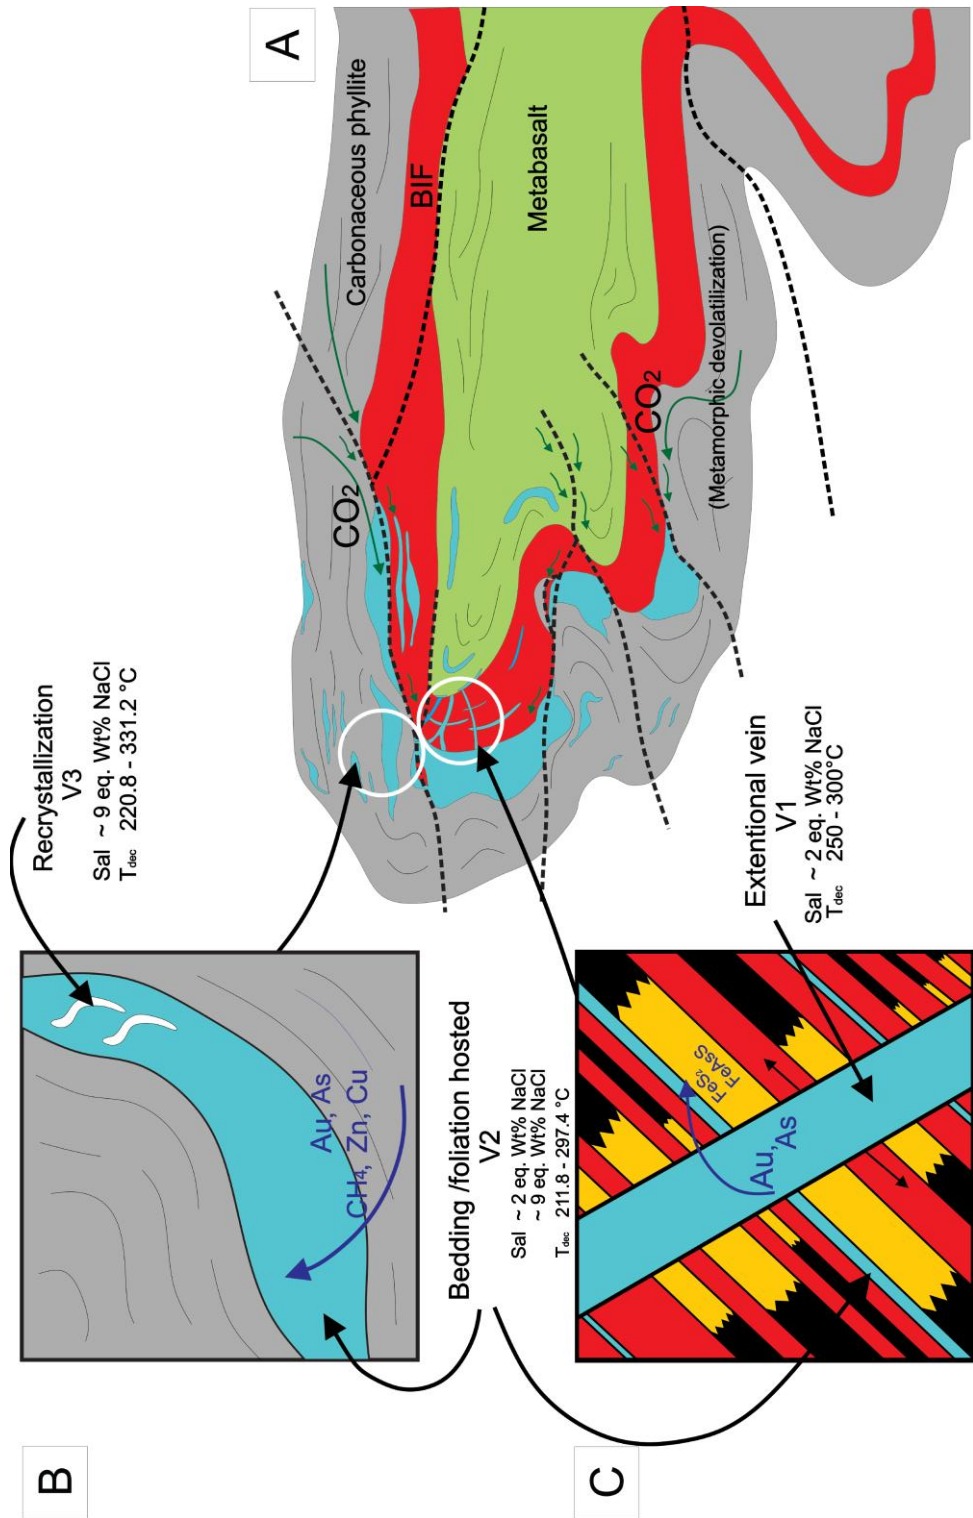 A
Carbonaceous phyllite
BIF
Metabasalt
CO2
CO2
(Metamorphic devolatilization)
B
Recrystallization
V3
Sal ~ 9 eq. Wt% NaCl
Tdec 220.8 - 331.2 °C
Au, As
CH4, Zn, Cu
Bedding /foliation hosted
V2
Sal ~ 2 eq. Wt% NaCl
~ 9 eq. Wt% NaCl
Tdec 211.8 - 297.4 °C
C
Extentional vein
V1
Sal ~ 2 eq. Wt% NaCl
Tdec 250 - 300°C
FeS2
FeAsS
Au,
As